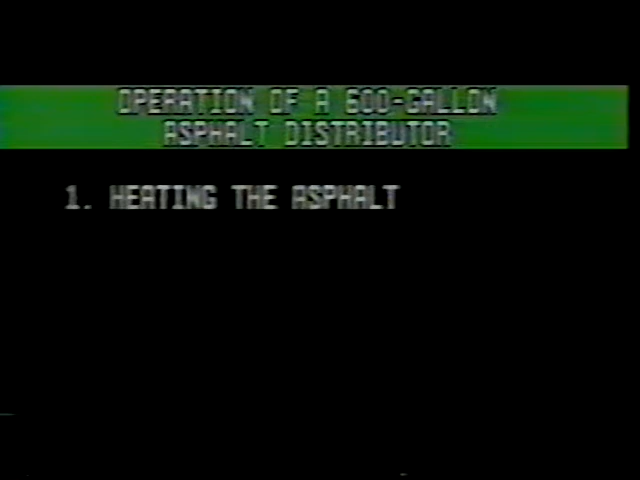 OPERATION OF A 600-GALLON
ASPHALT DISTRIBUTOR
1. HEATING THE ASPHALT